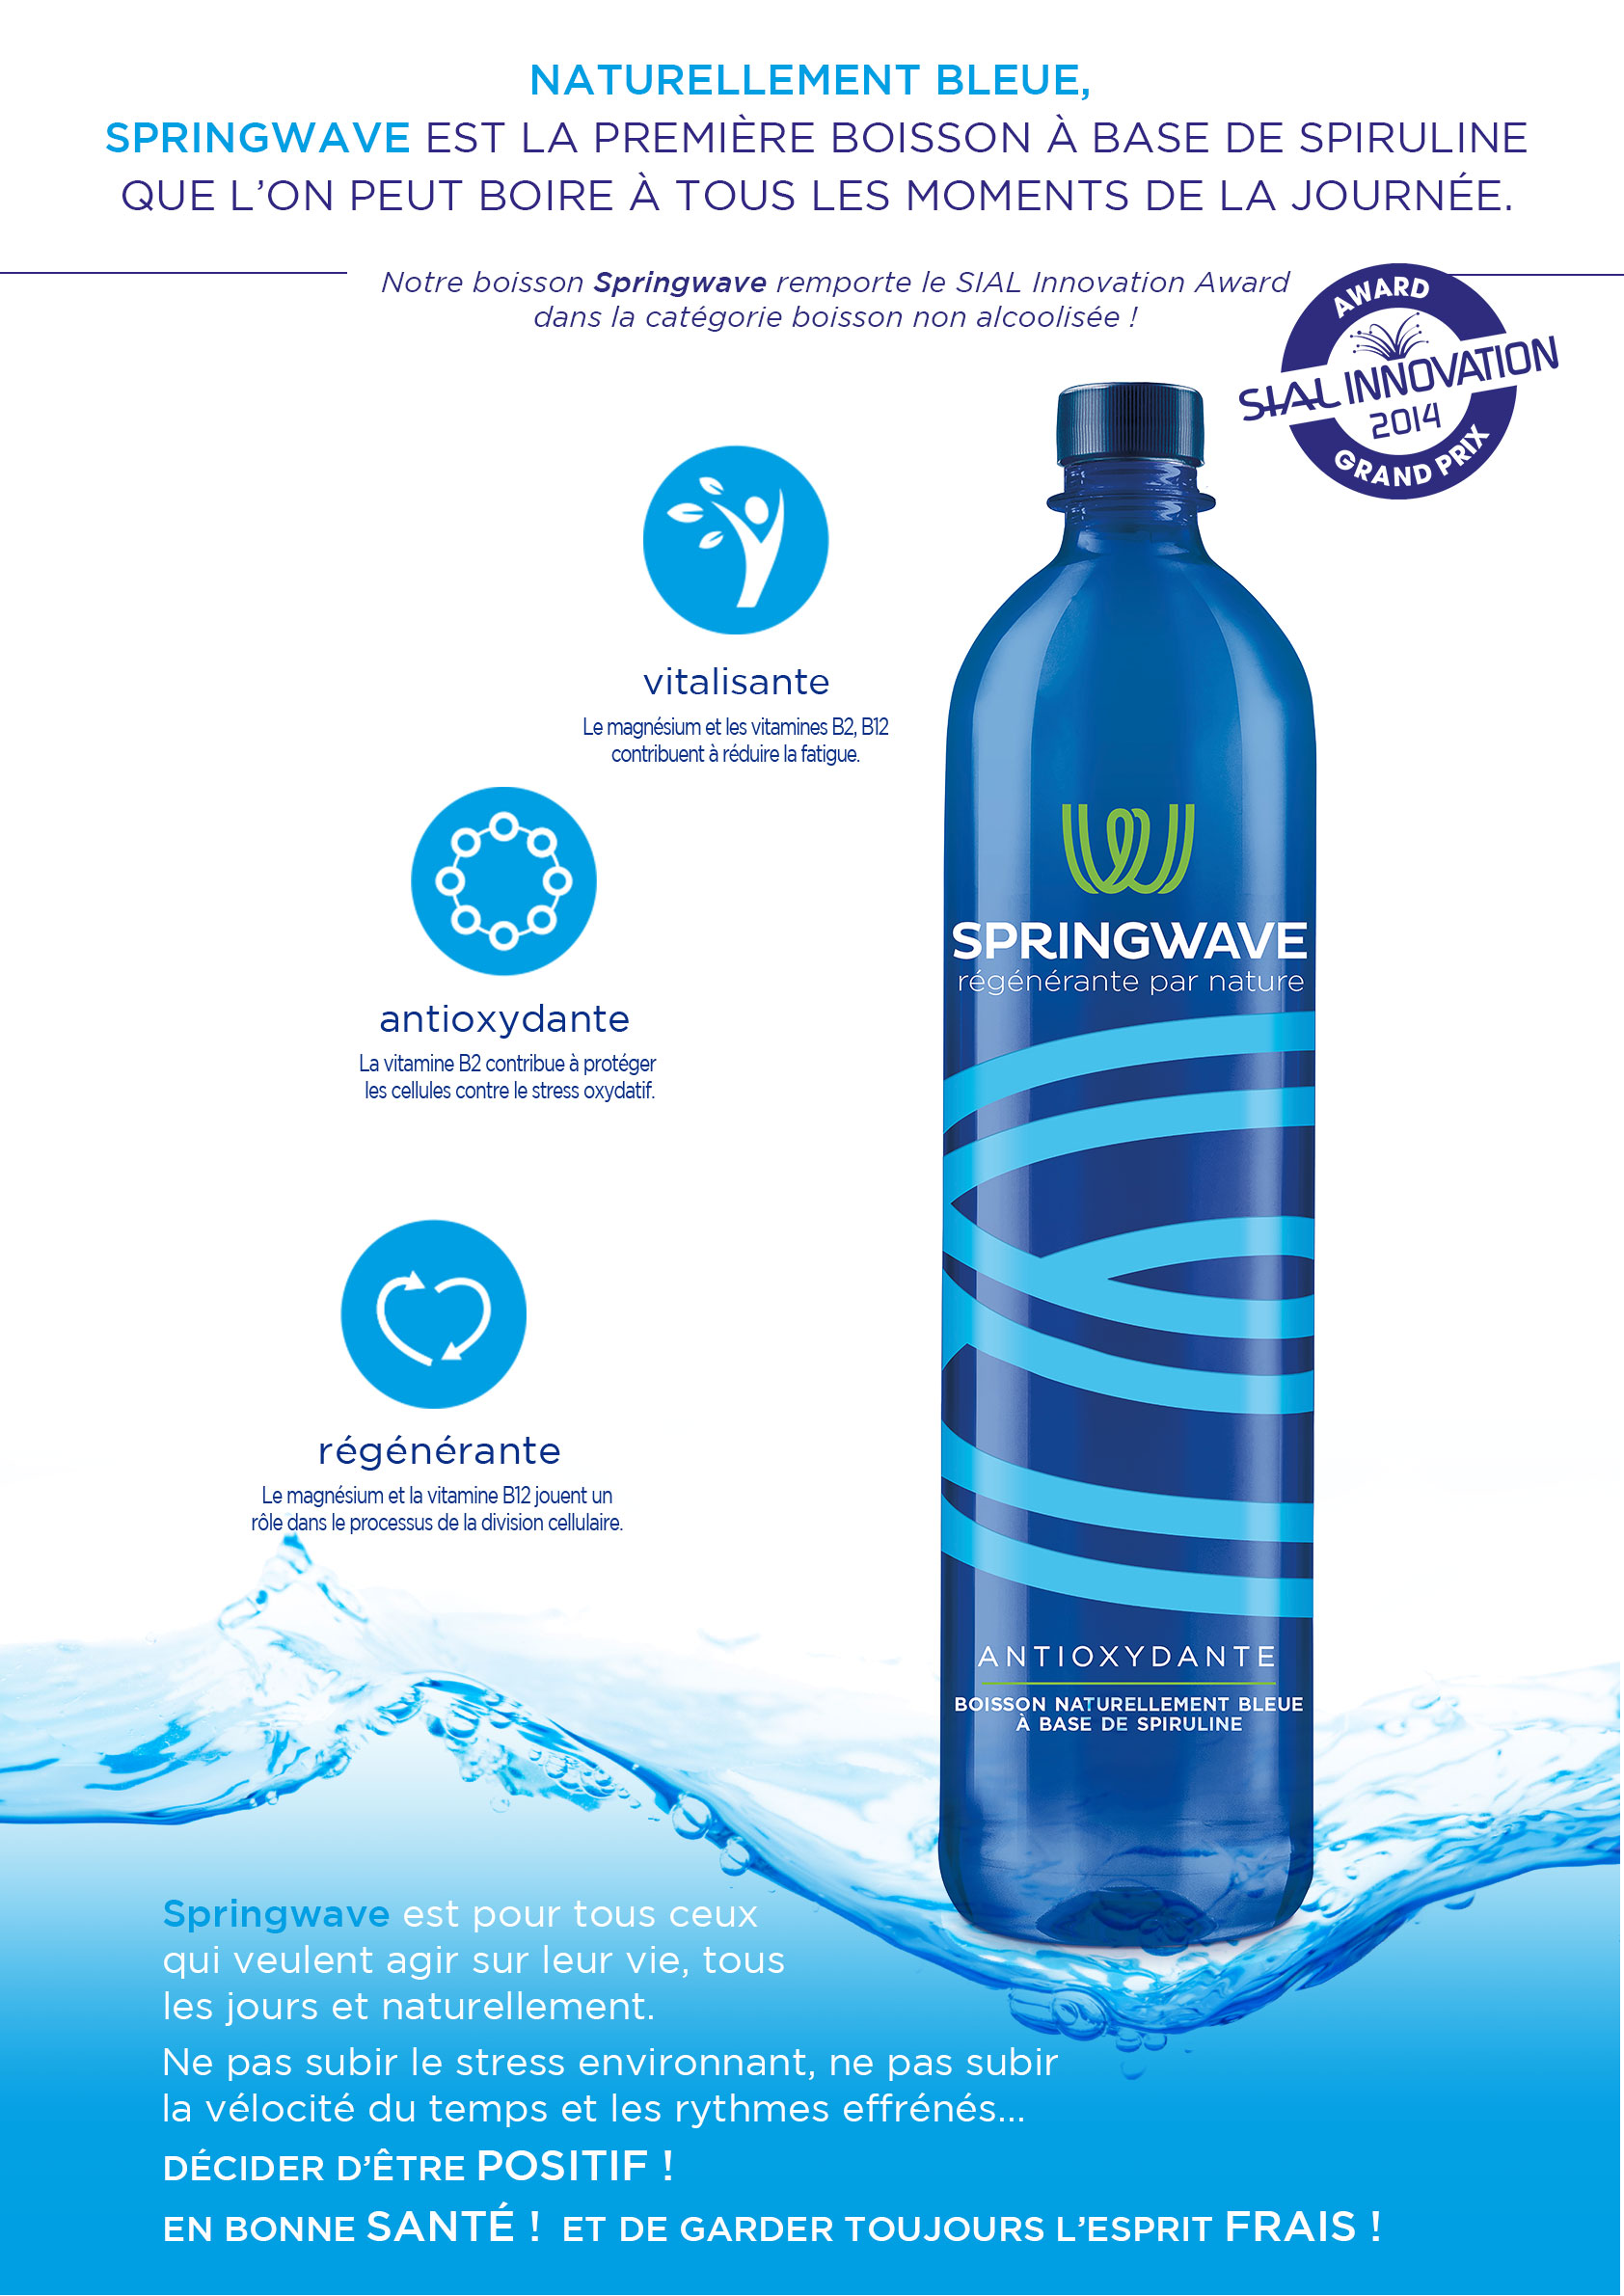 NATURELLEMENT BLEUE,
SPRINGWAVE EST LA PREMIÈRE BOISSON À BASE DE SPIRULINE
QUE L'ON PEUT BOIRE À TOUS LES MOMENTS DE LA JOURNÉE.
Notre boisson Springwave remporte le SIAL Innovation Award
dans la catégorie boisson non alcoolisée !
AWARD
SIAL INNOVATION
2014
GRAND PRIX
vitalisante
Le magnésium et les vitamines B2, B12
contribuent à réduire la fatigue.
antioxydante
La vitamine B2 contribue à protéger
les cellules contre le stress oxydatif.
régénérante
Le magnésium et la vitamine B12 jouent un
rôle dans le processus de la division cellulaire.
SPRINGWAVE
régénérante par nature
ANTIOXYDANTE
BOISSON NATURELLEMENT BLEUE
À BASE DE SPIRULINE
Springwave est pour tous ceux
qui veulent agir sur leur vie, tous
les jours et naturellement.
Ne pas subir le stress environnant, ne pas subir
la vélocité du temps et les rythmes effrénés...
DÉCIDER D'ÊTRE POSITIF !
EN BONNE SANTÉ ! ET DE GARDER TOUJOURS L'ESPRIT FRAIS !